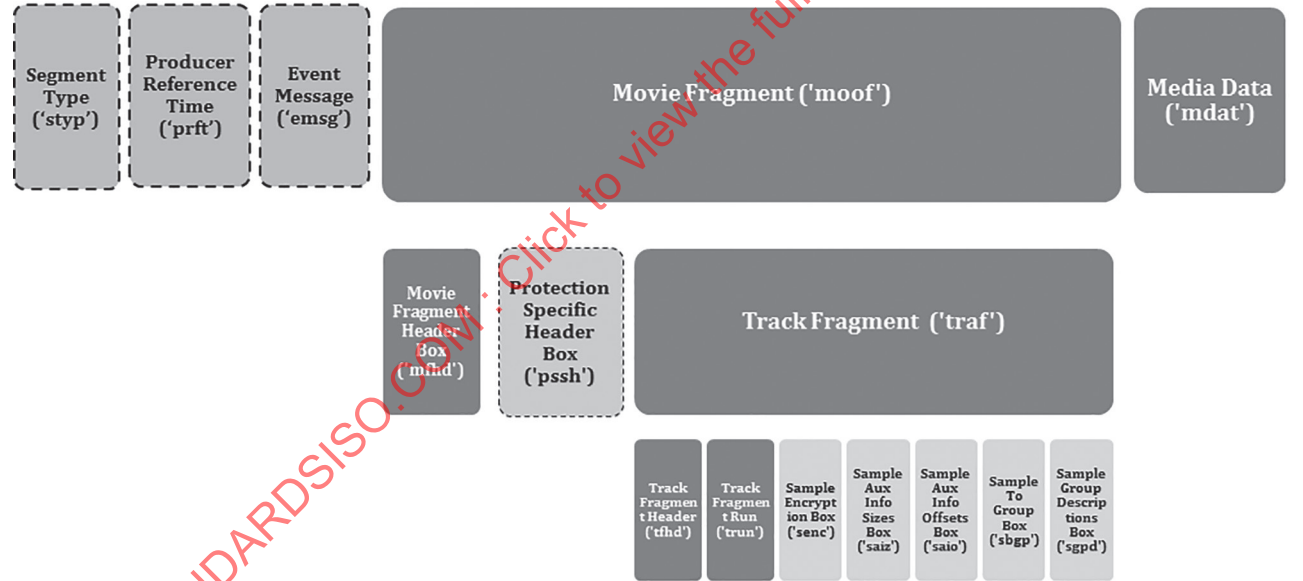 Segment
Type
(‘styp’)
Producer
Reference
Time
(‘prft’)
Event
Message
(‘emsg’)
Movie Fragment ('moof')
Media Data
('mdat')
Movie
Fragment
Header
Box
('mfhd')
Protection
Specific
Header
Box
('pssh')
Track Fragment ('traf')
Track
Fragmen
t Header
('tfhd')
Track
Fragmen
t Run
('trun')
Sample
Encrypt
ion Box
('senc')
Sample
Aux
Info
Sizes
Box
('saiz')
Sample
Aux
Info
Offsets
Box
('saio')
Sample
To
Group
Box
('sbgp')
Sample
Group
Descrip
tions
Box
('sgpd')
NDARDSISO.COM : Click to view the full